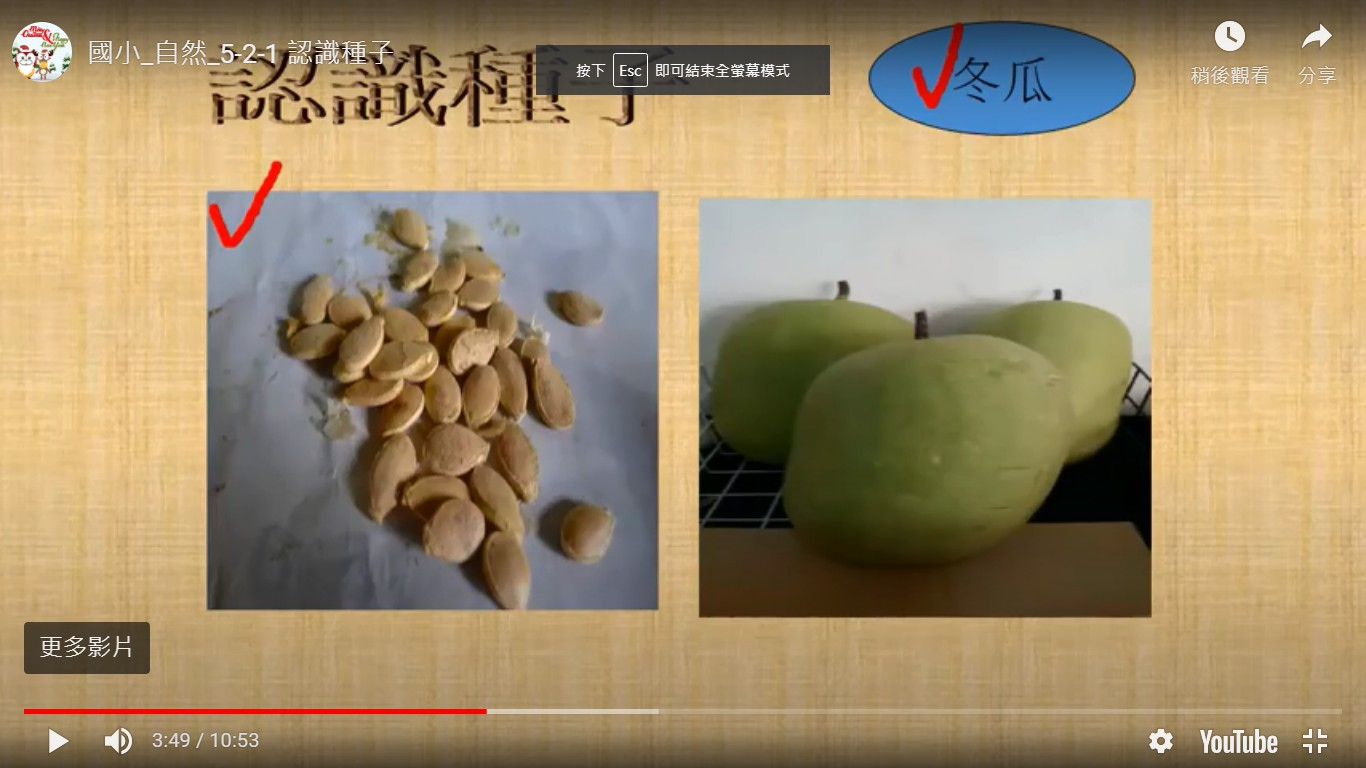 國小_自然_5-2-1 認識種子
認識種子
按下 Esc 即可結束全螢幕模式
冬瓜
稍後觀看
分享
更多影片
3:49 / 10:53
YouTube